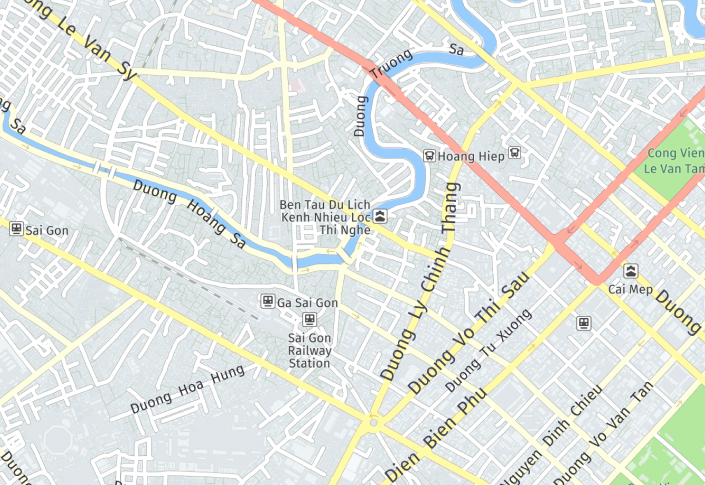 ong Le Van Sy
Duong Truong Sa
ng Sa
Hoang Hiep
Cong Vien
Le Van Tam
Duong Hoang Sa
Ben Tau Du Lich
Kenh Nhieu Loc
Thi Nghe
Sai Gon
Duong Ly Chinh Thang
Cai Mep
Ga Sai Gon
Duong Vo Thi Sau
Duong
Sai Gon
Railway
Station
Duong Tu Xuong
Duong Hoa Hung
Dien Bien Phu
Nguyen Dinh Chieu
Duong Vo Van Tan
Duong